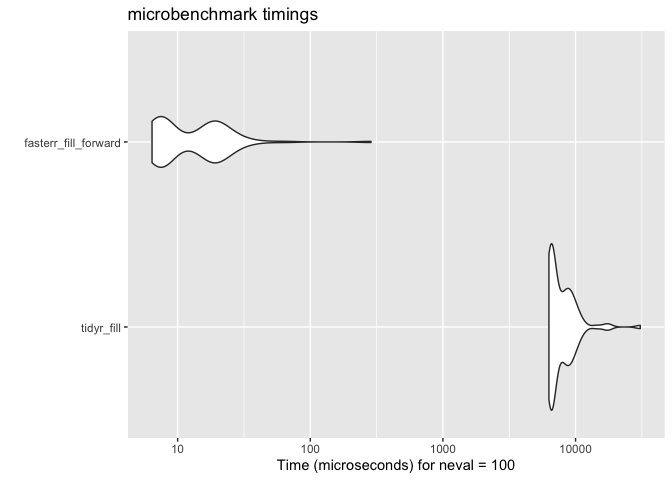 microbenchmark timings
fasterr_fill_forward
tidyr_fill
10 100 1000 10000
Time (microseconds) for neval = 100